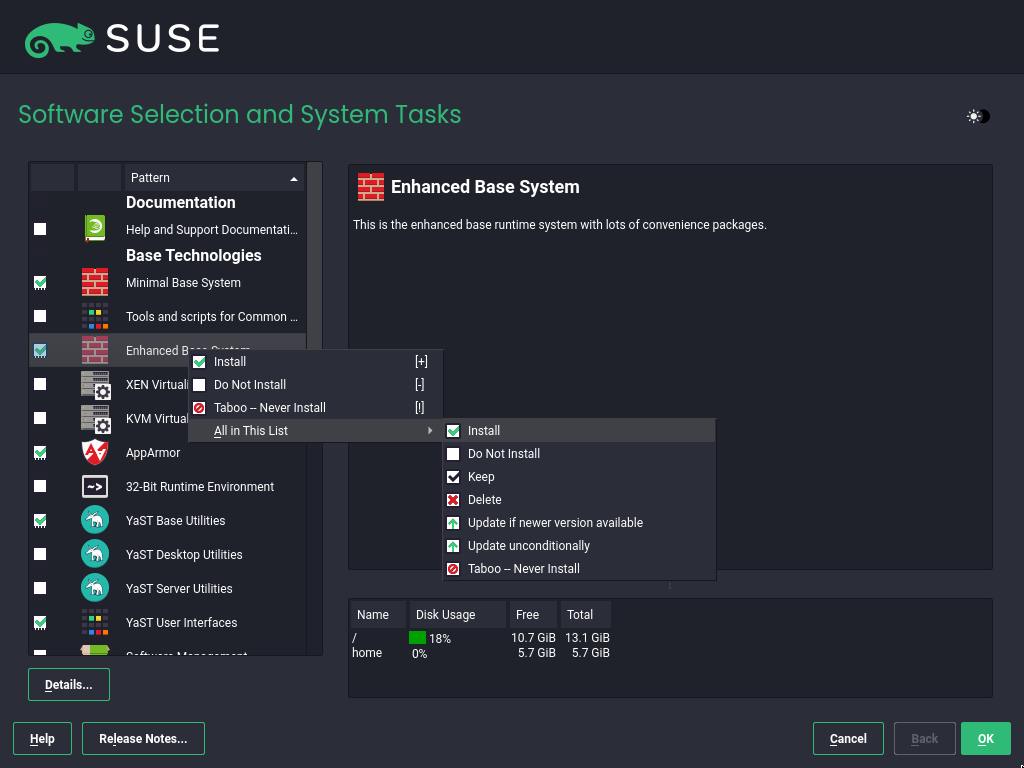 SUSE
Software Selection and System Tasks
Pattern
Documentation
Help and Support Documentati...
Base Technologies
Minimal Base System
Tools and scripts for Common ...
Enhanced Base System
XEN Virtuali
KVM Virtual
AppArmor
32-Bit Runtime Environment
YaST Base Utilities
YaST Desktop Utilities
YaST Server Utilities
YaST User Interfaces
Software Management
Install [+]
Do Not Install [-]
Taboo -- Never Install [!]
All in This List
Install
Do Not Install
Keep
Delete
Update if newer version available
Update unconditionally
Taboo -- Never Install
Enhanced Base System
This is the enhanced base runtime system with lots of convenience packages.
Name Disk Usage Free Total
/ 18% 10.7 GiB 13.1 GiB
home 0% 5.7 GiB 5.7 GiB
Details...
Help
Release Notes...
Cancel
Back
OK